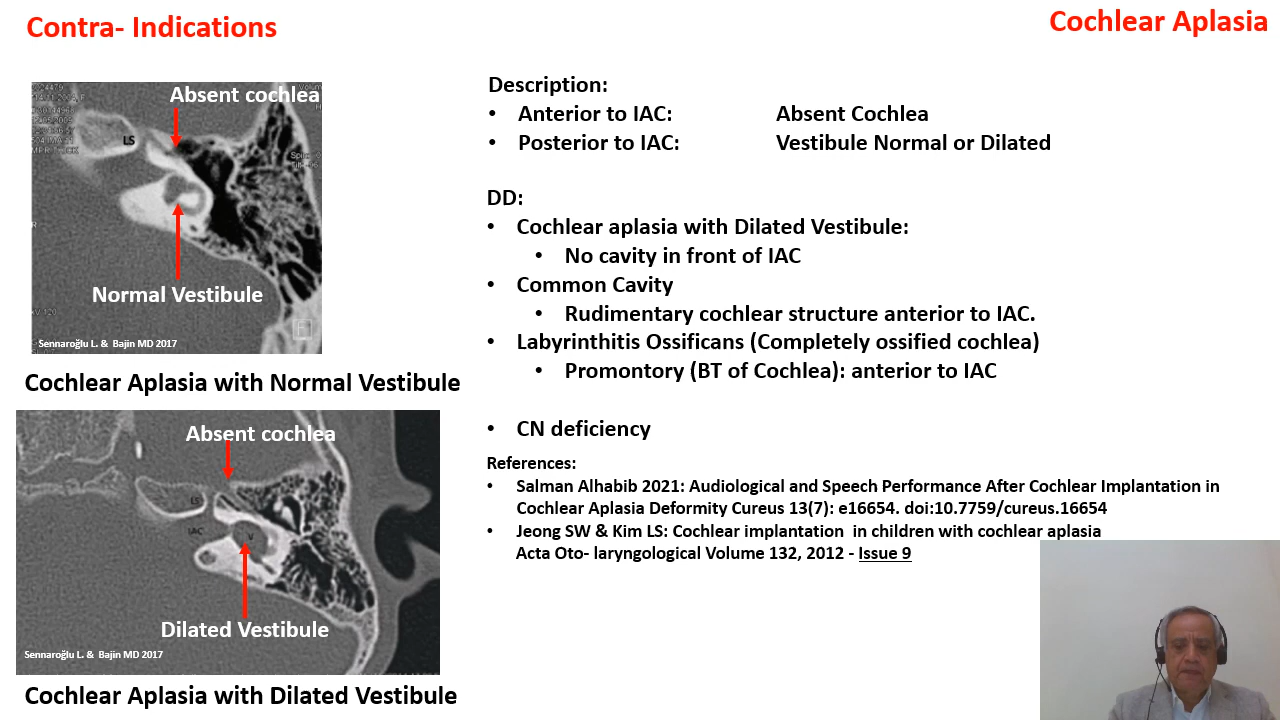 Contra- Indications
Cochlear Aplasia
Absent cochlea
LS
Normal Vestibule
Sennaroğlu L. & Bajin MD 2017
Cochlear Aplasia with Normal Vestibule
Absent cochlea
LS
IAC
V
Dilated Vestibule
Sennaroğlu L. & Bajin MD 2017
Cochlear Aplasia with Dilated Vestibule
Description:
• Anterior to IAC: Absent Cochlea
• Posterior to IAC: Vestibule Normal or Dilated
DD:
• Cochlear aplasia with Dilated Vestibule:
• No cavity in front of IAC
• Common Cavity
• Rudimentary cochlear structure anterior to IAC.
• Labyrinthitis Ossificans (Completely ossified cochlea)
• Promontory (BT of Cochlea): anterior to IAC
• CN deficiency
References:
• Salman Alhabib 2021: Audiological and Speech Performance After Cochlear Implantation in
Cochlear Aplasia Deformity Cureus 13(7): e16654. doi:10.7759/cureus.16654
• Jeong SW & Kim LS: Cochlear implantation in children with cochlear aplasia
Acta Oto- laryngological Volume 132, 2012 - Issue 9